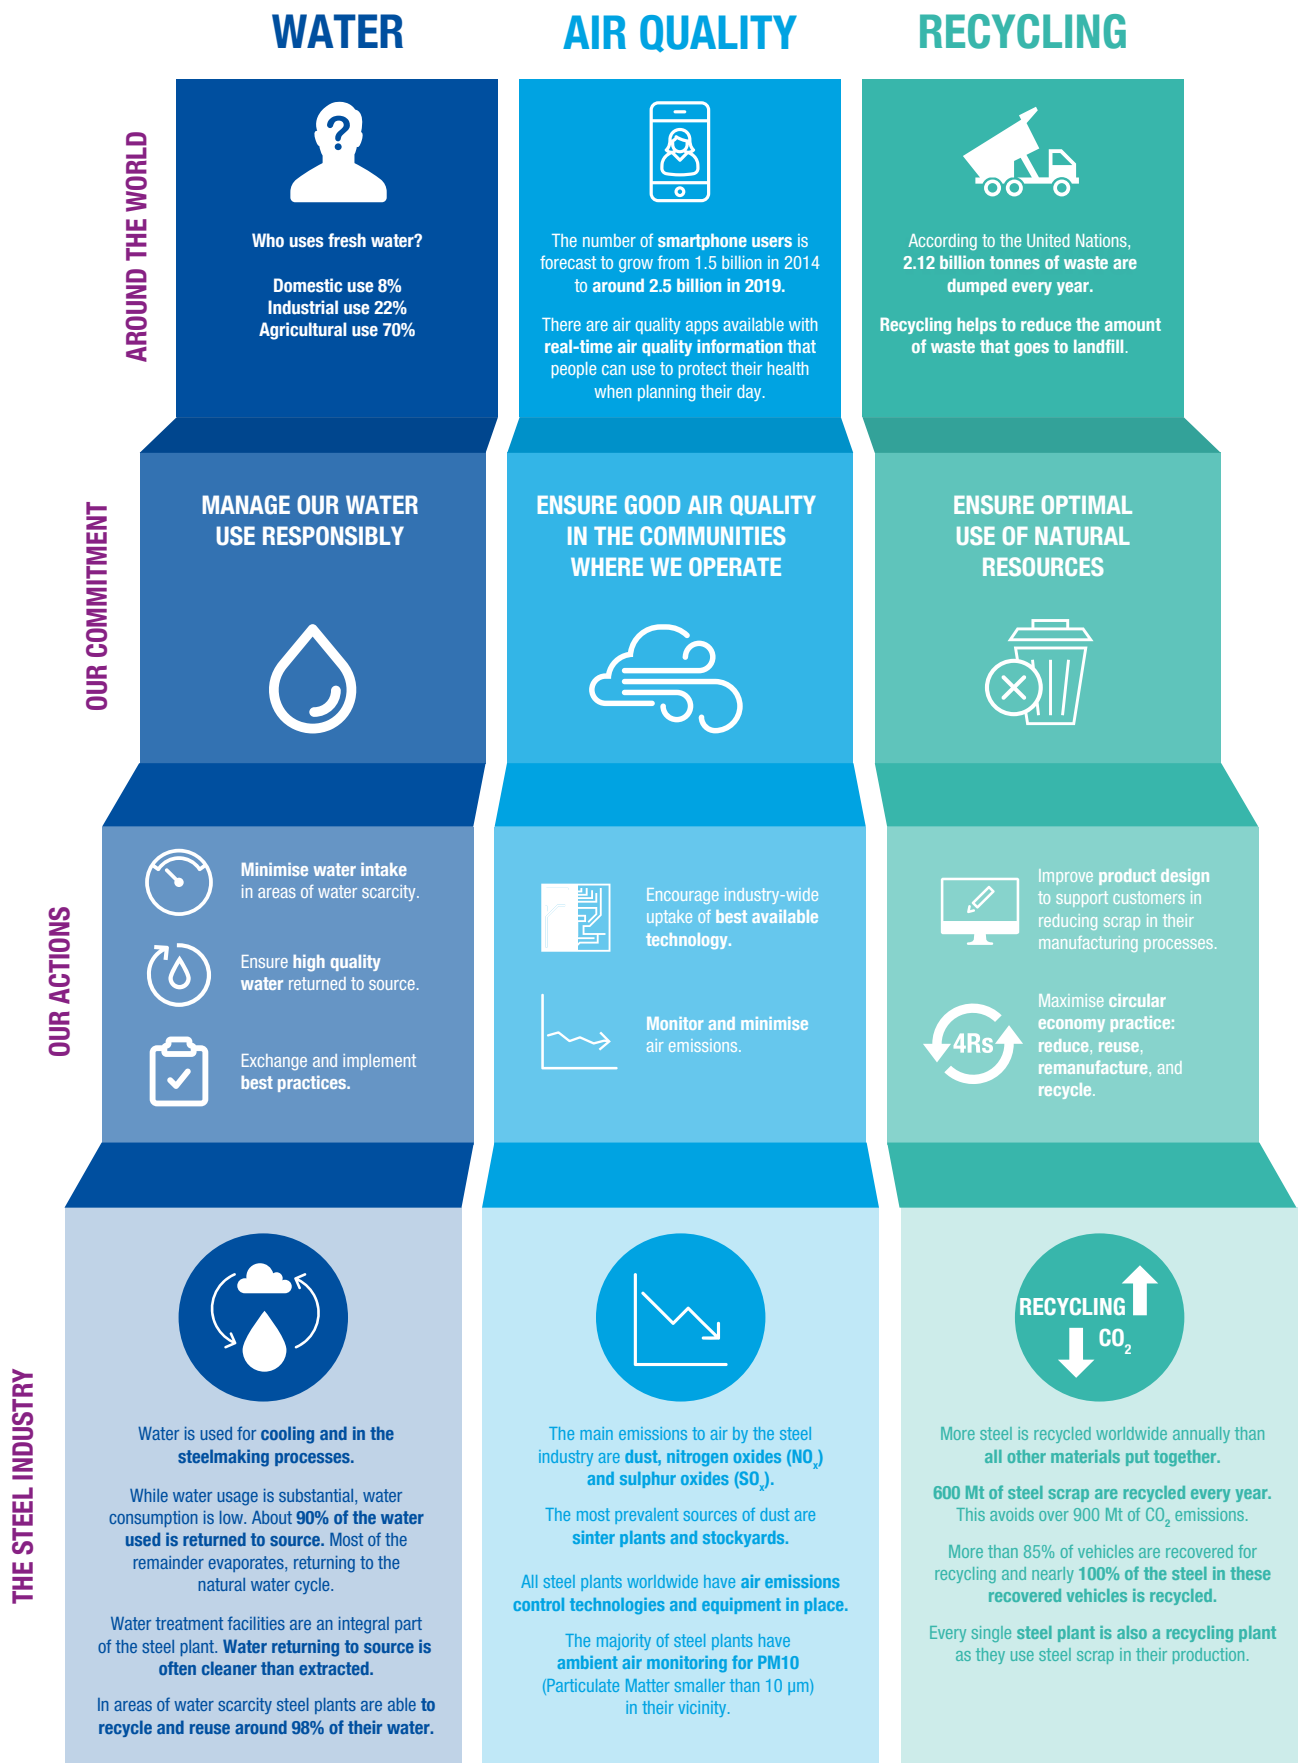 WATER
AIR QUALITY
RECYCLING
AROUND THE WORLD
Who uses fresh water?
Domestic use 8%
Industrial use 22%
Agricultural use 70%
The number of smartphone users is
forecast to grow from 1.5 billion in 2014
to around 2.5 billion in 2019.
There are air quality apps available with
real-time air quality information that
people can use to protect their health
when planning their day.
According to the United Nations,
2.12 billion tonnes of waste are
dumped every year.
Recycling helps to reduce the amount
of waste that goes to landfill.
OUR COMMITMENT
MANAGE OUR WATER
USE RESPONSIBLY
ENSURE GOOD AIR QUALITY
IN THE COMMUNITIES
WHERE WE OPERATE
ENSURE OPTIMAL
USE OF NATURAL
RESOURCES
OUR ACTIONS
Minimise water intake
in areas of water scarcity.
Ensure high quality
water returned to source.
Exchange and implement
best practices.
Encourage industry-wide
uptake of best available
technology.
Monitor and minimise
air emissions.
Improve product design
to support customers in
reducing scrap in their
manufacturing processes.
4Rs
Maximise circular
economy practice:
reduce, reuse,
remanufacture, and
recycle.
THE STEEL INDUSTRY
Water is used for cooling and in the
steelmaking processes.
While water usage is substantial, water
consumption is low. About 90% of the water
used is returned to source. Most of the
remainder evaporates, returning to the
natural water cycle.
Water treatment facilities are an integral part
of the steel plant. Water returning to source is
often cleaner than extracted.
In areas of water scarcity steel plants are able to
recycle and reuse around 98% of their water.
The main emissions to air by the steel
industry are dust, nitrogen oxides (NOx)
and sulphur oxides (SOx).
The most prevalent sources of dust are
sinter plants and stockyards.
All steel plants worldwide have air emissions
control technologies and equipment in place.
The majority of steel plants have
ambient air monitoring for PM10
(Particulate Matter smaller than 10 µm)
in their vicinity.
RECYCLING
CO2
More steel is recycled worldwide annually than
all other materials put together.
600 Mt of steel scrap are recycled every year.
This avoids over 900 Mt of CO2 emissions.
More than 85% of vehicles are recovered for
recycling and nearly 100% of the steel in these
recovered vehicles is recycled.
Every single steel plant is also a recycling plant
as they use steel scrap in their production.